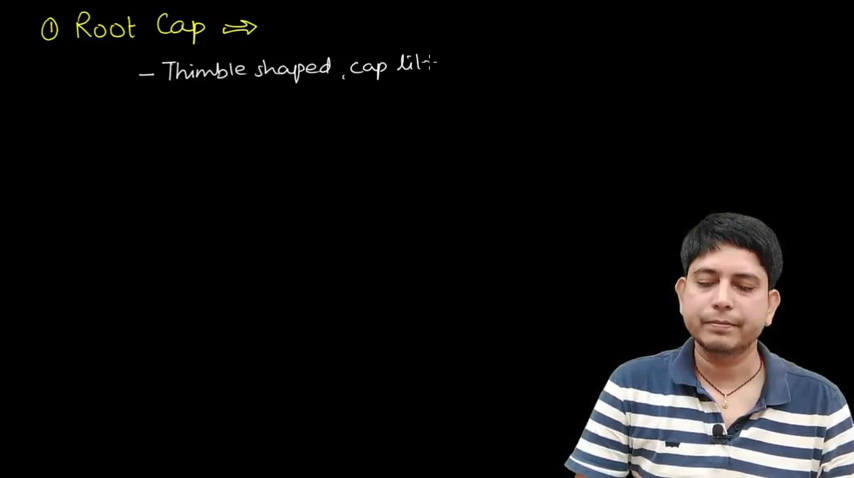 ① Root Cap ⇒
– Thimble shaped, cap